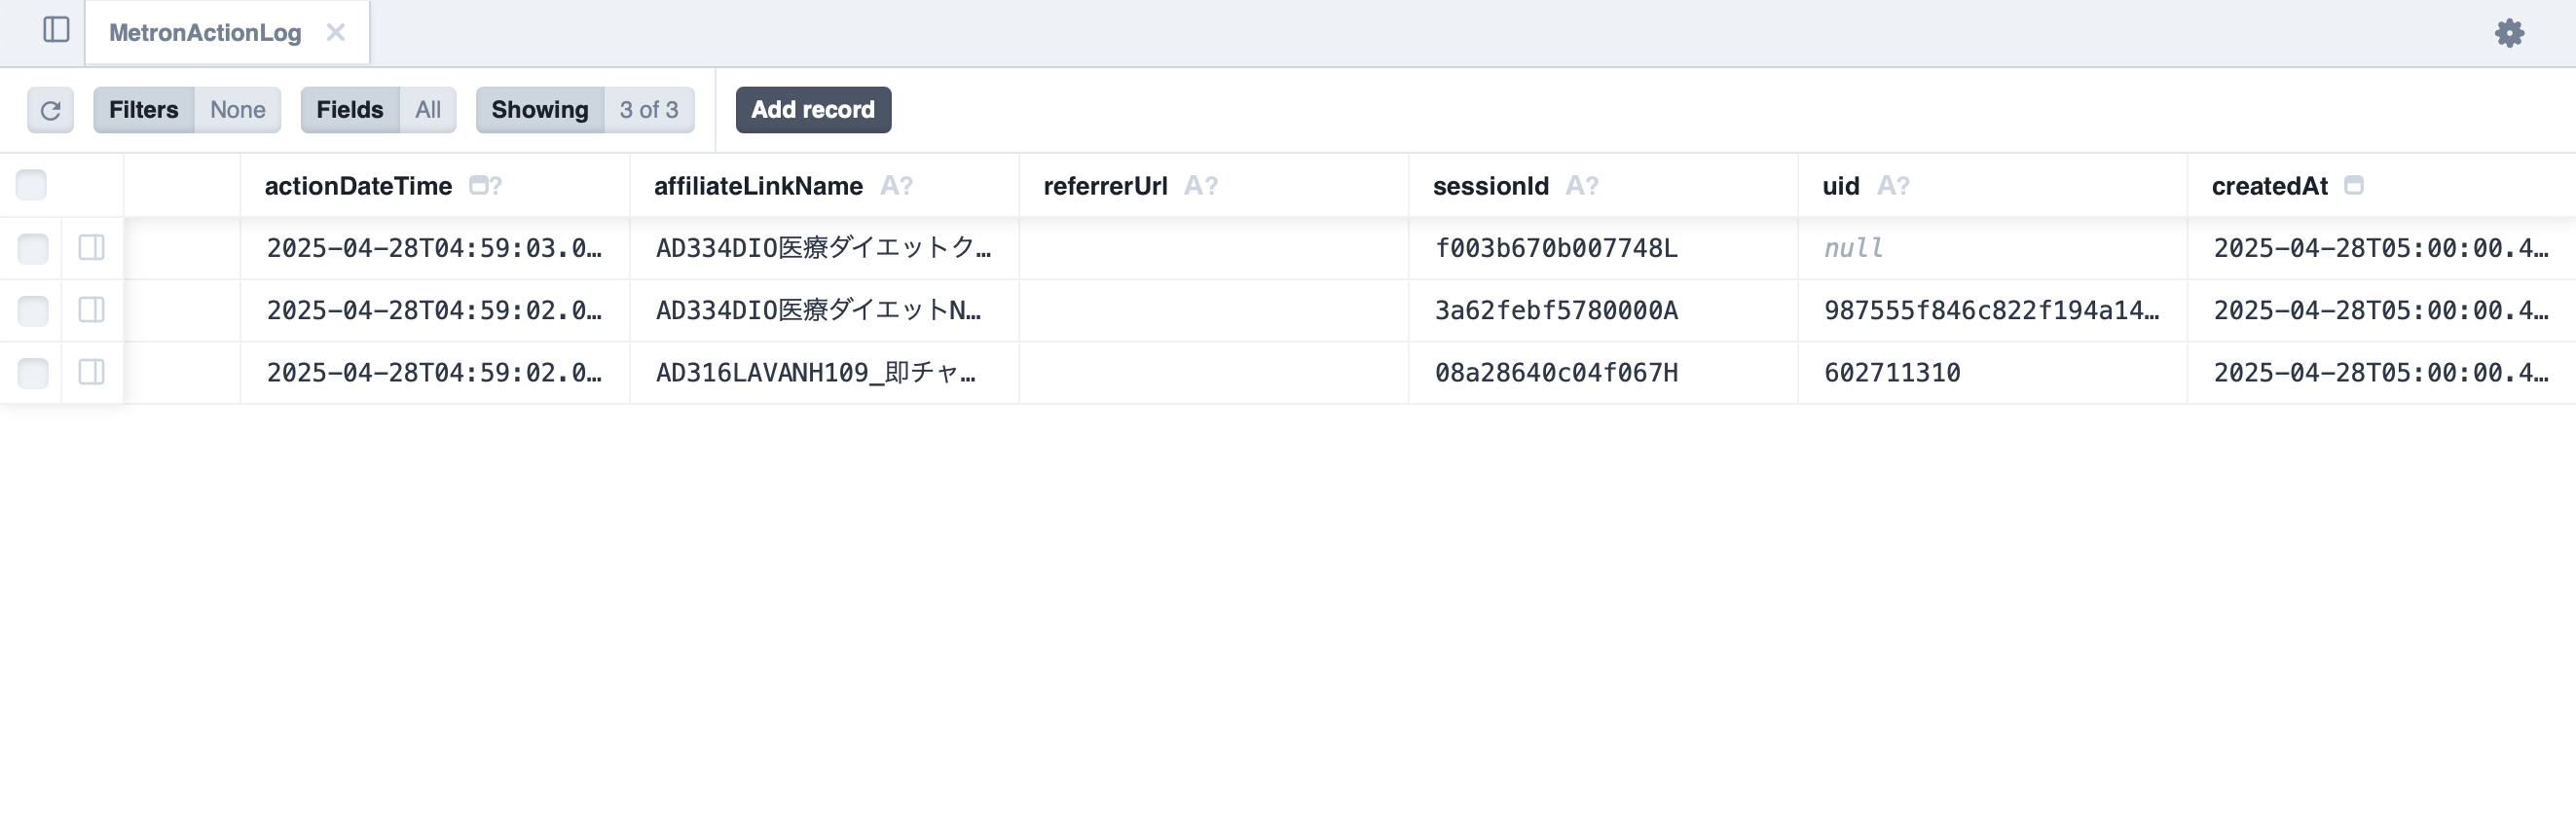 MetronActionLog
Filters None Fields All Showing 3 of 3 Add record
actionDateTime ? affiliateLinkName A? referrerUrl A? sessionId A? uid A? createdAt
2025-04-28T04:59:03.0… AD334DIO医療ダイエットク… f003b670b007748L null 2025-04-28T05:00:00.4…
2025-04-28T04:59:02.0… AD334DIO医療ダイエットN… 3a62febf5780000A 987555f846c822f194a14… 2025-04-28T05:00:00.4…
2025-04-28T04:59:02.0… AD316LAVANH109_即チャ… 08a28640c04f067H 602711310 2025-04-28T05:00:00.4…